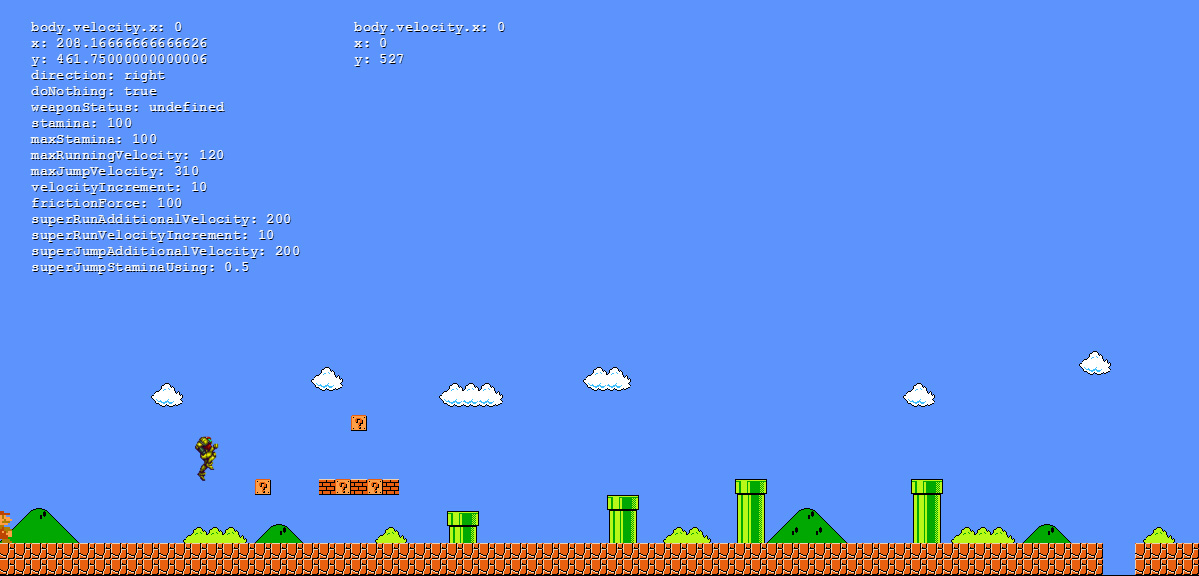 body.velocity.x: 0
x: 208.16666666666626
y: 461.75000000000006
direction: right
doNothing: true
weaponStatus: undefined
stamina: 100
maxStamina: 100
maxRunningVelocity: 120
maxJumpVelocity: 310
velocityIncrement: 10
frictionForce: 100
superRunAdditionalVelocity: 200
superRunVelocityIncrement: 10
superJumpAdditionalVelocity: 200
superJumpStaminaUsing: 0.5
body.velocity.x: 0
x: 0
y: 527
?
?
?
?